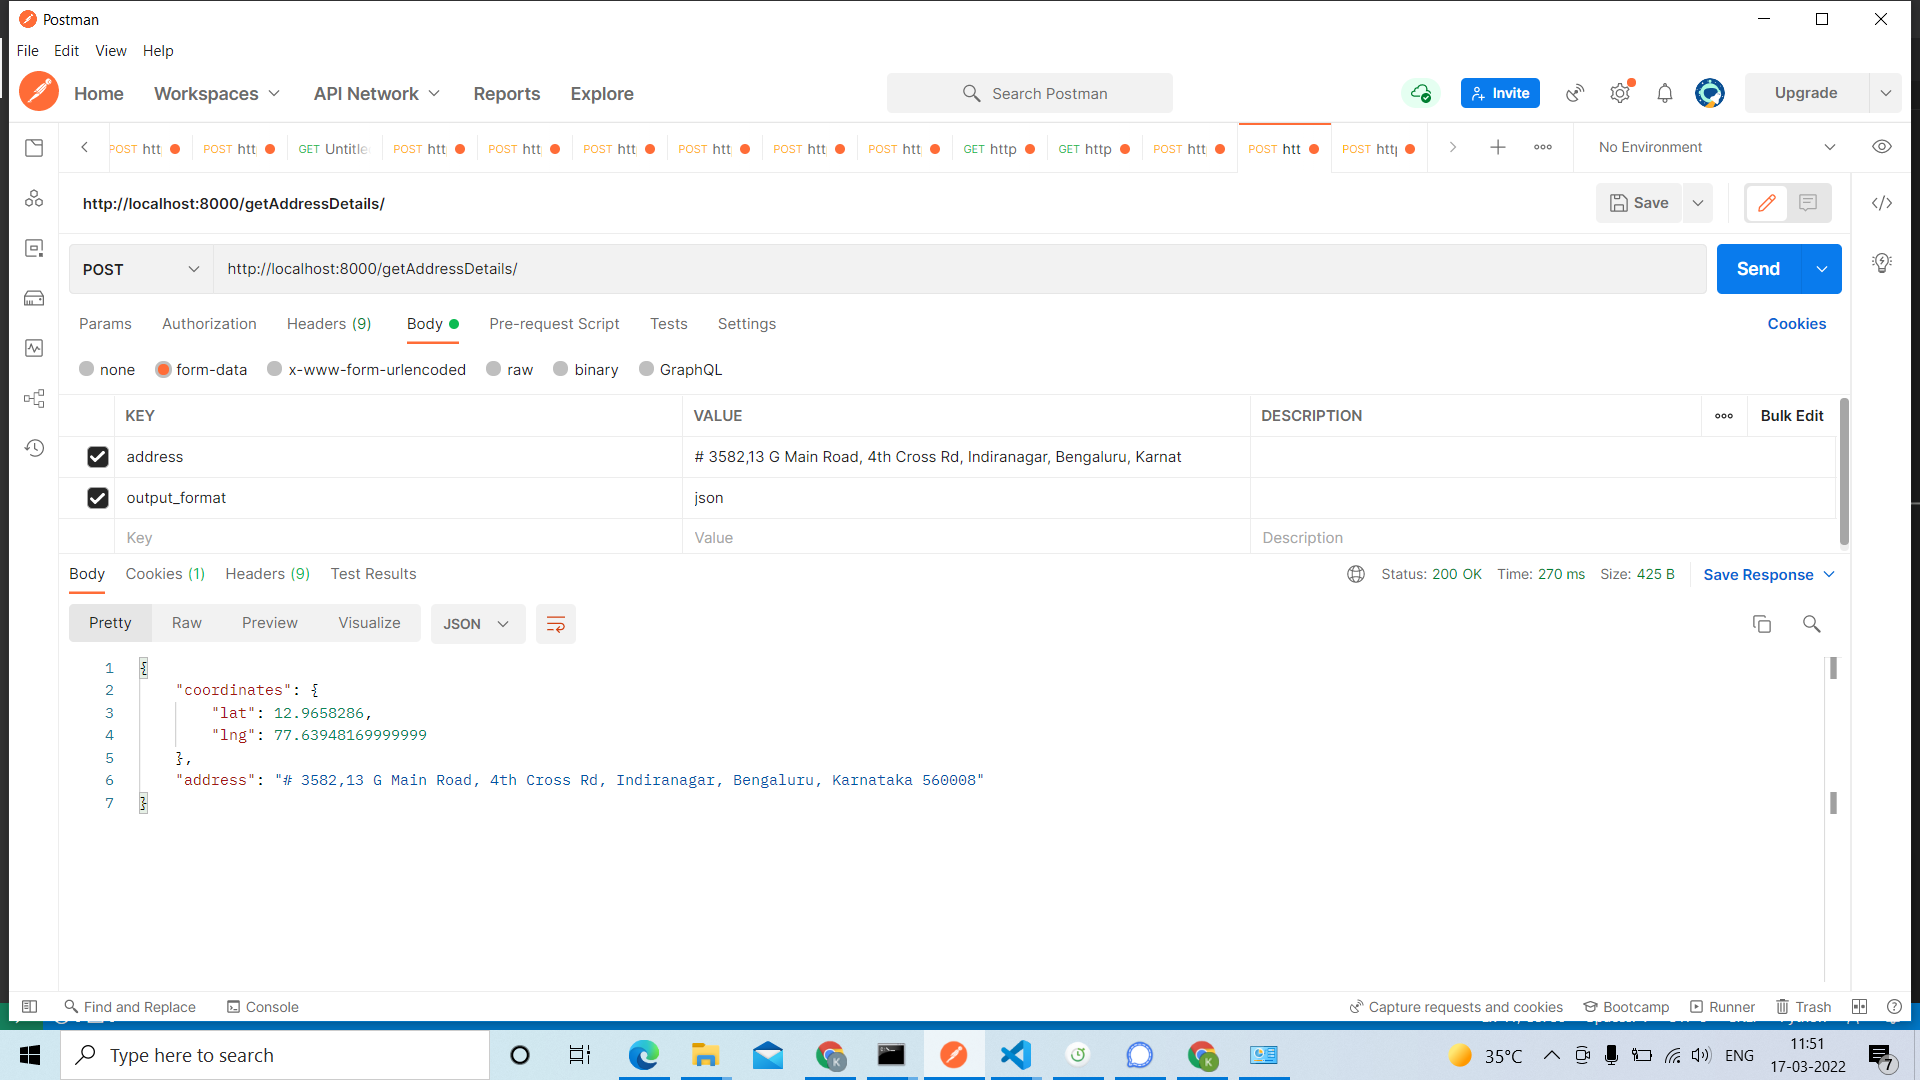 Postman
File Edit View Help
Home Workspaces API Network Reports Explore Search Postman Invite Upgrade
POST htt POST htt GET Untitle POST htt POST htt POST htt POST htt POST htt POST htt GET http GET http POST htt POST htt POST http No Environment
http://localhost:8000/getAddressDetails/ Save
POST http://localhost:8000/getAddressDetails/ Send
Params Authorization Headers (9) Body Pre-request Script Tests Settings Cookies
none form-data x-www-form-urlencoded raw binary GraphQL
KEY VALUE DESCRIPTION Bulk Edit
address # 3582,13 G Main Road, 4th Cross Rd, Indiranagar, Bengaluru, Karnat
output_format json
Key Value Description
Body Cookies (1) Headers (9) Test Results Status: 200 OK Time: 270 ms Size: 425 B Save Response
Pretty Raw Preview Visualize JSON
1 {
2 "coordinates": {
3 "lat": 12.9658286,
4 "lng": 77.63948169999999
5 },
6 "address": "# 3582,13 G Main Road, 4th Cross Rd, Indiranagar, Bengaluru, Karnataka 560008"
7 }
Find and Replace Console Capture requests and cookies Bootcamp Runner Trash
Type here to search 35°C ENG 11:51
17-03-2022 7